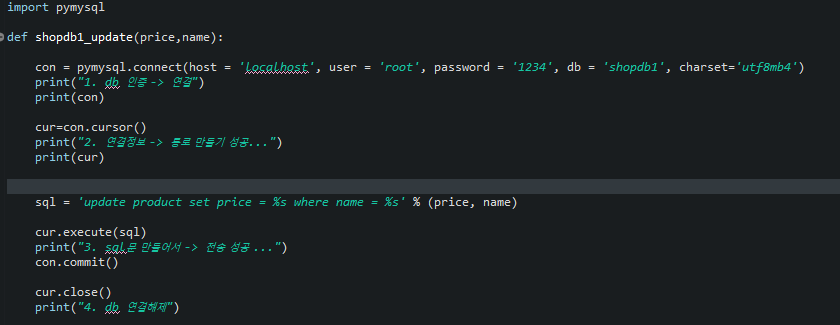 import pymysql
def shopdb1_update(price,name):
con = pymysql.connect(host = 'localhost', user = 'root', password = '1234', db = 'shopdb1', charset='utf8mb4')
print("1. db 인증 -> 연결")
print(con)
cur=con.cursor()
print("2. 연결정보 -> 통로 만들기 성공...")
print(cur)
sql = 'update product set price = %s where name = %s' % (price, name)
cur.execute(sql)
print("3. sql문 만들어서 -> 전송 성공 ...")
con.commit()
cur.close()
print("4. db 연결해제")